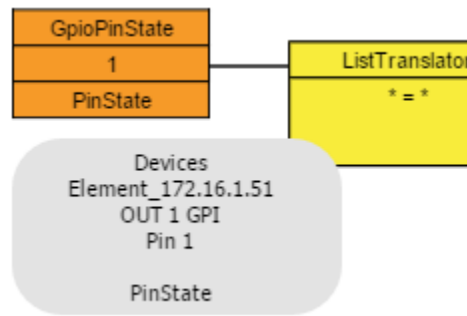 GpioPinState
1
PinState
ListTranslator
* = *
Devices
Element_172.16.1.51
OUT 1 GPI
Pin 1
PinState